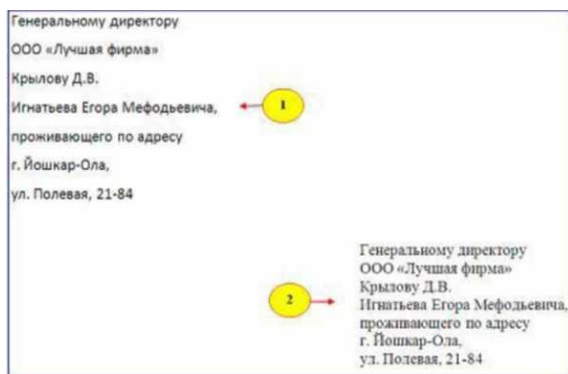 Генеральному директору
ООО «Лучшая фирма»
Крылову Д.В.
Игнатьева Егора Мефодьевича,
проживающего по адресу
г. Йошкар-Ола,
ул. Полевая, 21-84
1
2
Генеральному директору
ООО «Лучшая фирма»
Крылову Д.В.
Игнатьева Егора Мефодьевича,
проживающего по адресу
г. Йошкар-Ола,
ул. Полевая, 21-84